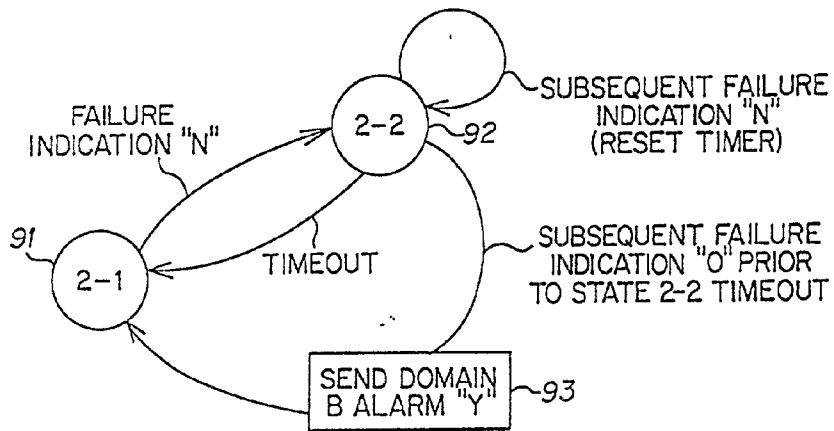 FAILURE
INDICATION "N"
2-2
92
SUBSEQUENT FAILURE
INDICATION "N"
(RESET TIMER)
91
2-1
TIMEOUT
SUBSEQUENT FAILURE
INDICATION "O" PRIOR
TO STATE 2-2 TIMEOUT
SEND DOMAIN
B ALARM "Y"
93